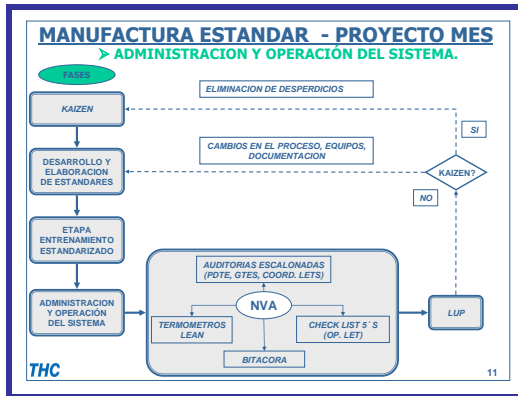 MANUFACTURA ESTANDAR - PROYECTO MES
ADMINISTRACION Y OPERACIÓN DEL SISTEMA.
FASES
ELIMINACION DE DESPERDICIOS
KAIZEN
SI
CAMBIOS EN EL PROCESO, EQUIPOS,
DOCUMENTACION
DESARROLLO Y
ELABORACION
DE ESTANDARES
KAIZEN?
NO
ETAPA
ENTRENAMIENTO
ESTANDARIZADO
AUDITORIAS ESCALONADAS
(PDTE, GTES, COORD. LETS)
NVA
ADMINISTRACION
Y OPERACIÓN
DEL SISTEMA
TERMOMETROS
LEAN
CHECK LIST 5´ S
(OP. LET)
LUP
BITACORA
THC
11